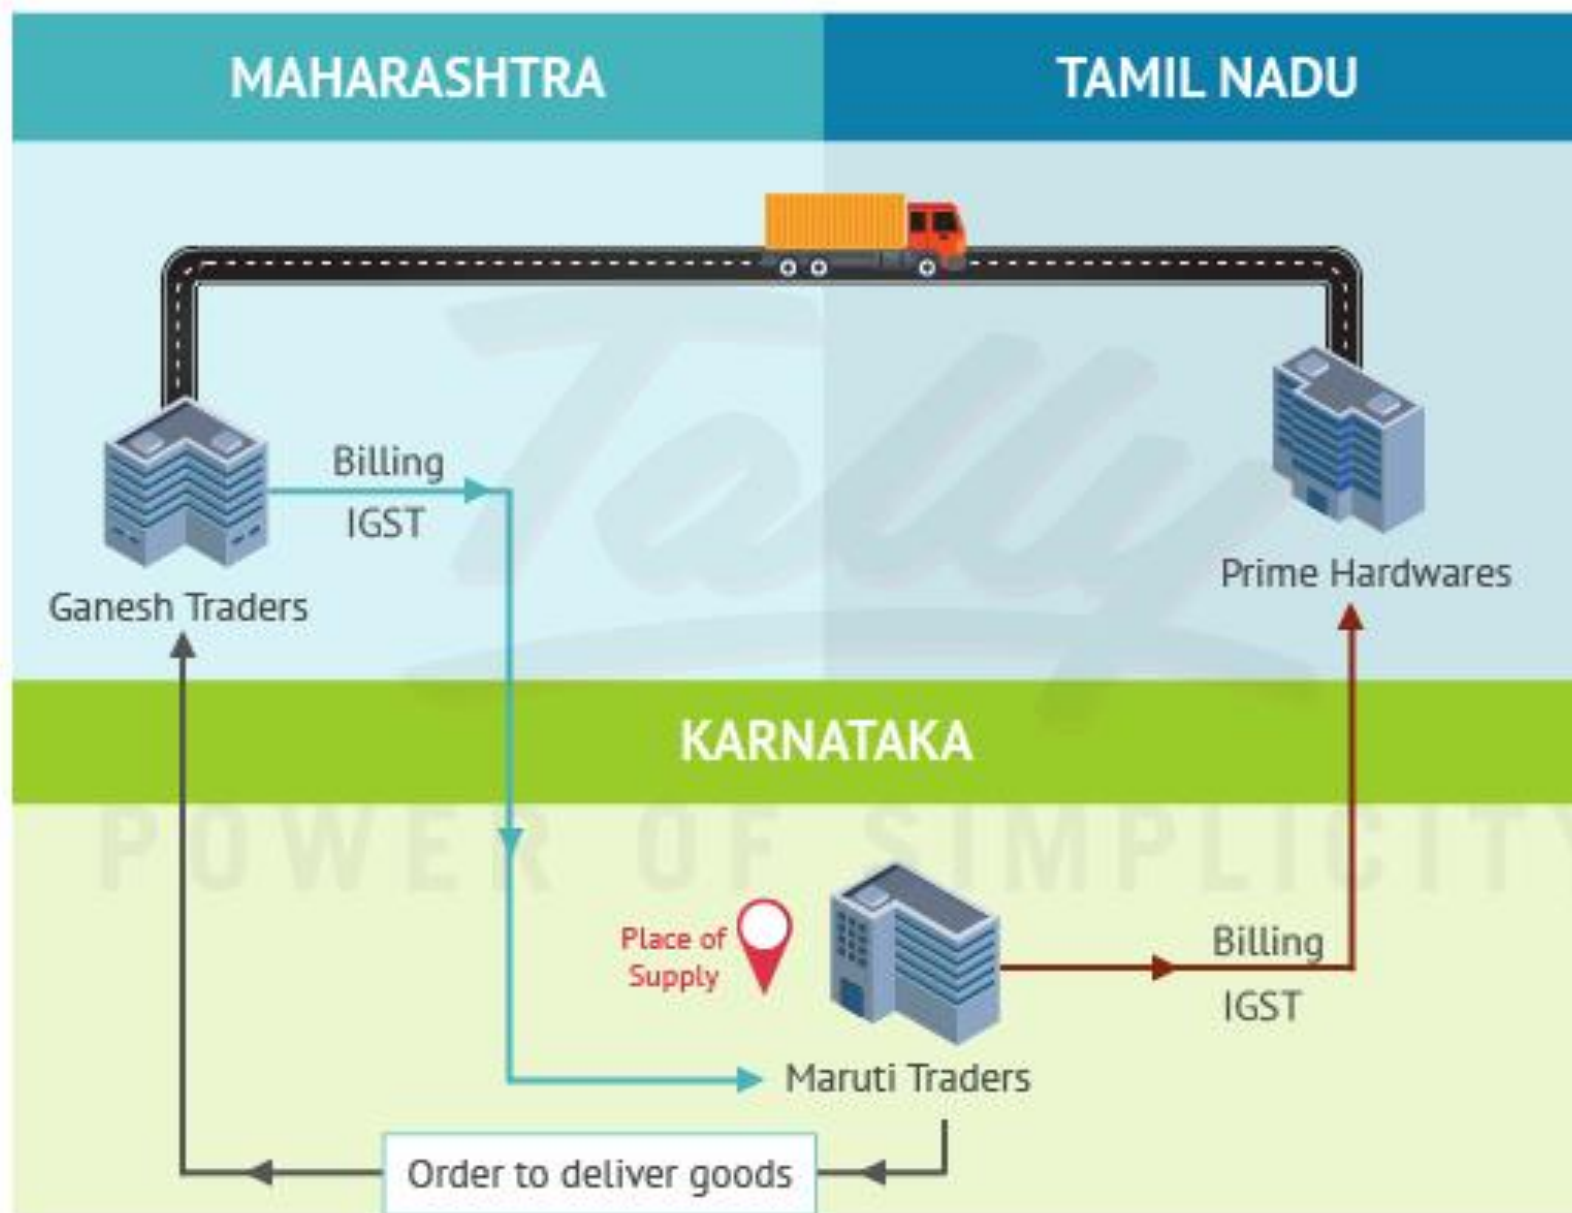 MAHARASHTRA
TAMIL NADU
Billing
IGST
Ganesh Traders
Prime Hardwares
Tally
KARNATAKA
POWER OF SIMPLICITY
Place of
Supply
Billing
IGST
Maruti Traders
Order to deliver goods